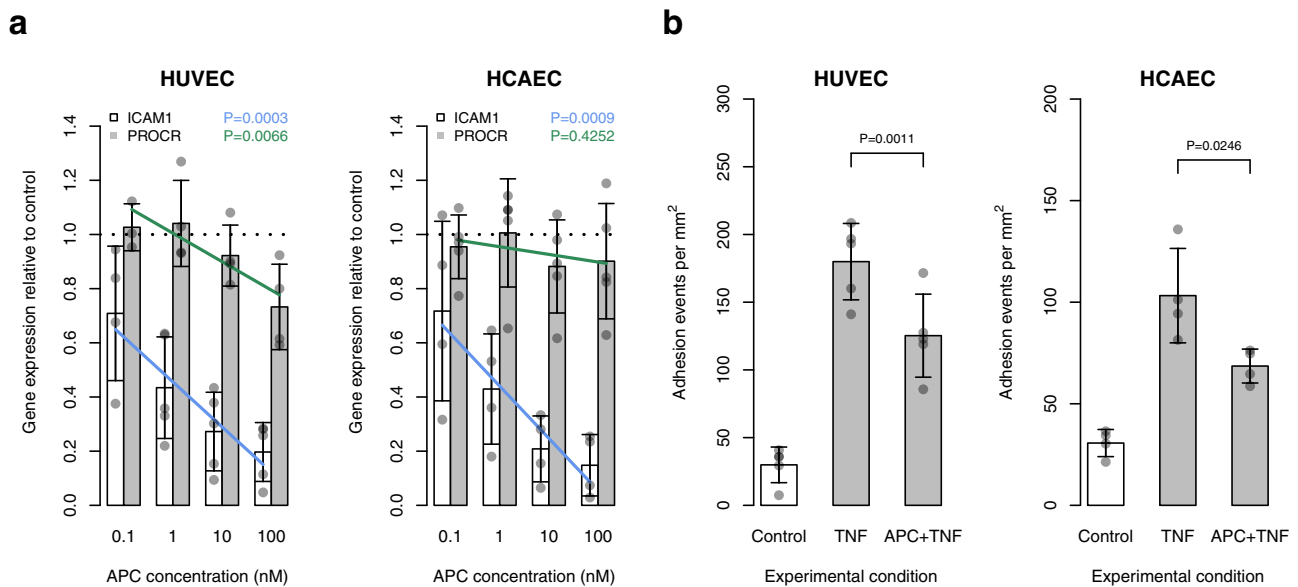 a
b
HUVEC
HCAEC
HUVEC
HCAEC
ICAM1 P=0.0003
PROCR P=0.0066
ICAM1 P=0.0009
PROCR P=0.4252
Gene expression relative to control
1.4
1.2
1.0
0.8
0.6
0.4
0.2
0.0
0.1 1 10 100
APC concentration (nM)
Gene expression relative to control
1.4
1.2
1.0
0.8
0.6
0.4
0.2
0.0
0.1 1 10 100
APC concentration (nM)
Adhesion events per mm²
300
250
200
150
100
50
0
P=0.0011
Control TNF APC+TNF
Experimental condition
Adhesion events per mm²
200
150
100
50
0
P=0.0246
Control TNF APC+TNF
Experimental condition